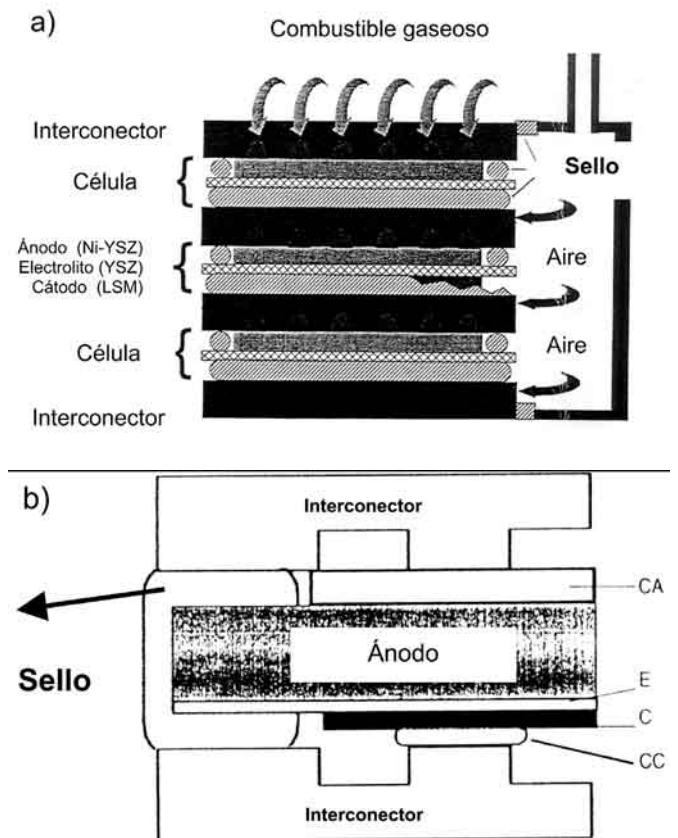 a)
Combustible gaseoso
Interconector
Sello
Célula
Ánodo (Ni-YSZ)
Electrolito (YSZ)
Cátodo (LSM)
Aire
Célula
Aire
Interconector
b)
Interconector
CA
Ánodo
Sello
E
C
CC
Interconector